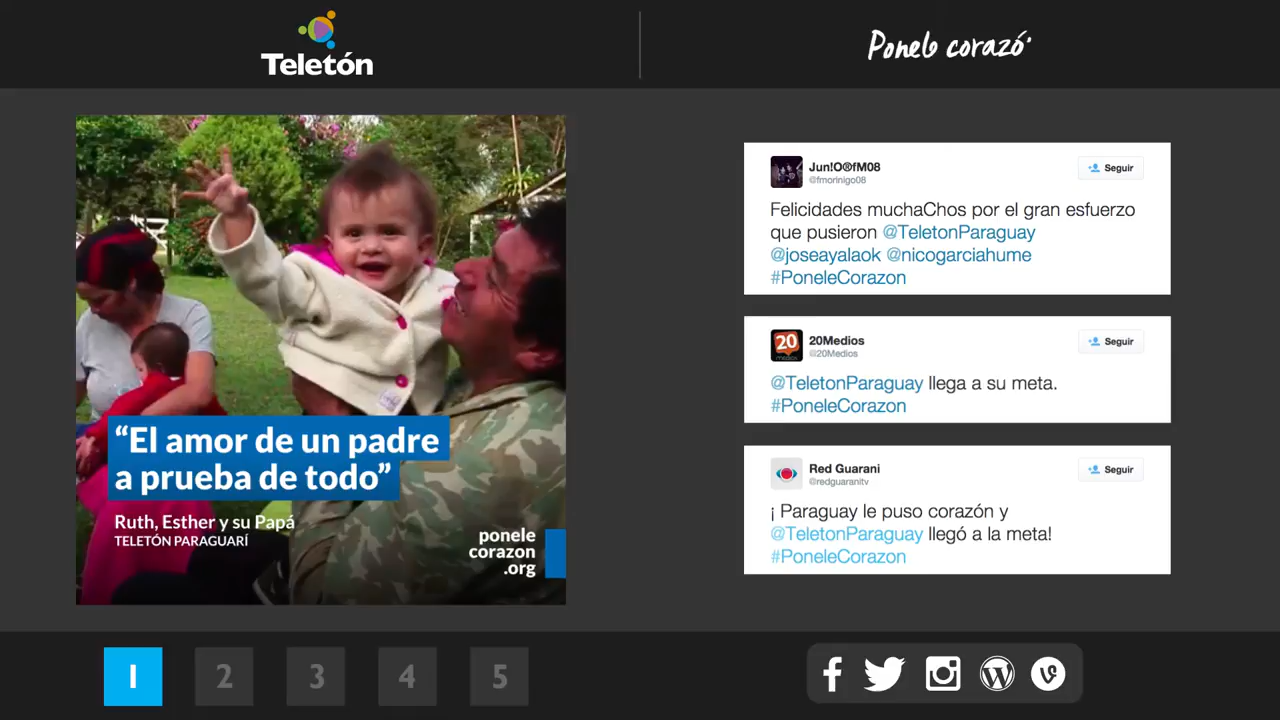 Teletón
Ponelo corazó
“El amor de un padre
a prueba de todo”
Ruth, Esther y su Papá
TELETÓN PARAGUARÍ
ponele
corazon
.org
Jun!O®fM08
@fmorinigo08
Seguir
Felicidades muchaChos por el gran esfuerzo
que pusieron @TeletonParaguay
@joseayalaok @nicogarciahume
#PoneleCorazon
20
medios
20Medios
@20Medios
Seguir
@TeletonParaguay llega a su meta.
#PoneleCorazon
Red Guarani
@redguaranitv
Seguir
¡ Paraguay le puso corazón y
@TeletonParaguay llegó a la meta!
#PoneleCorazon
1 2 3 4 5